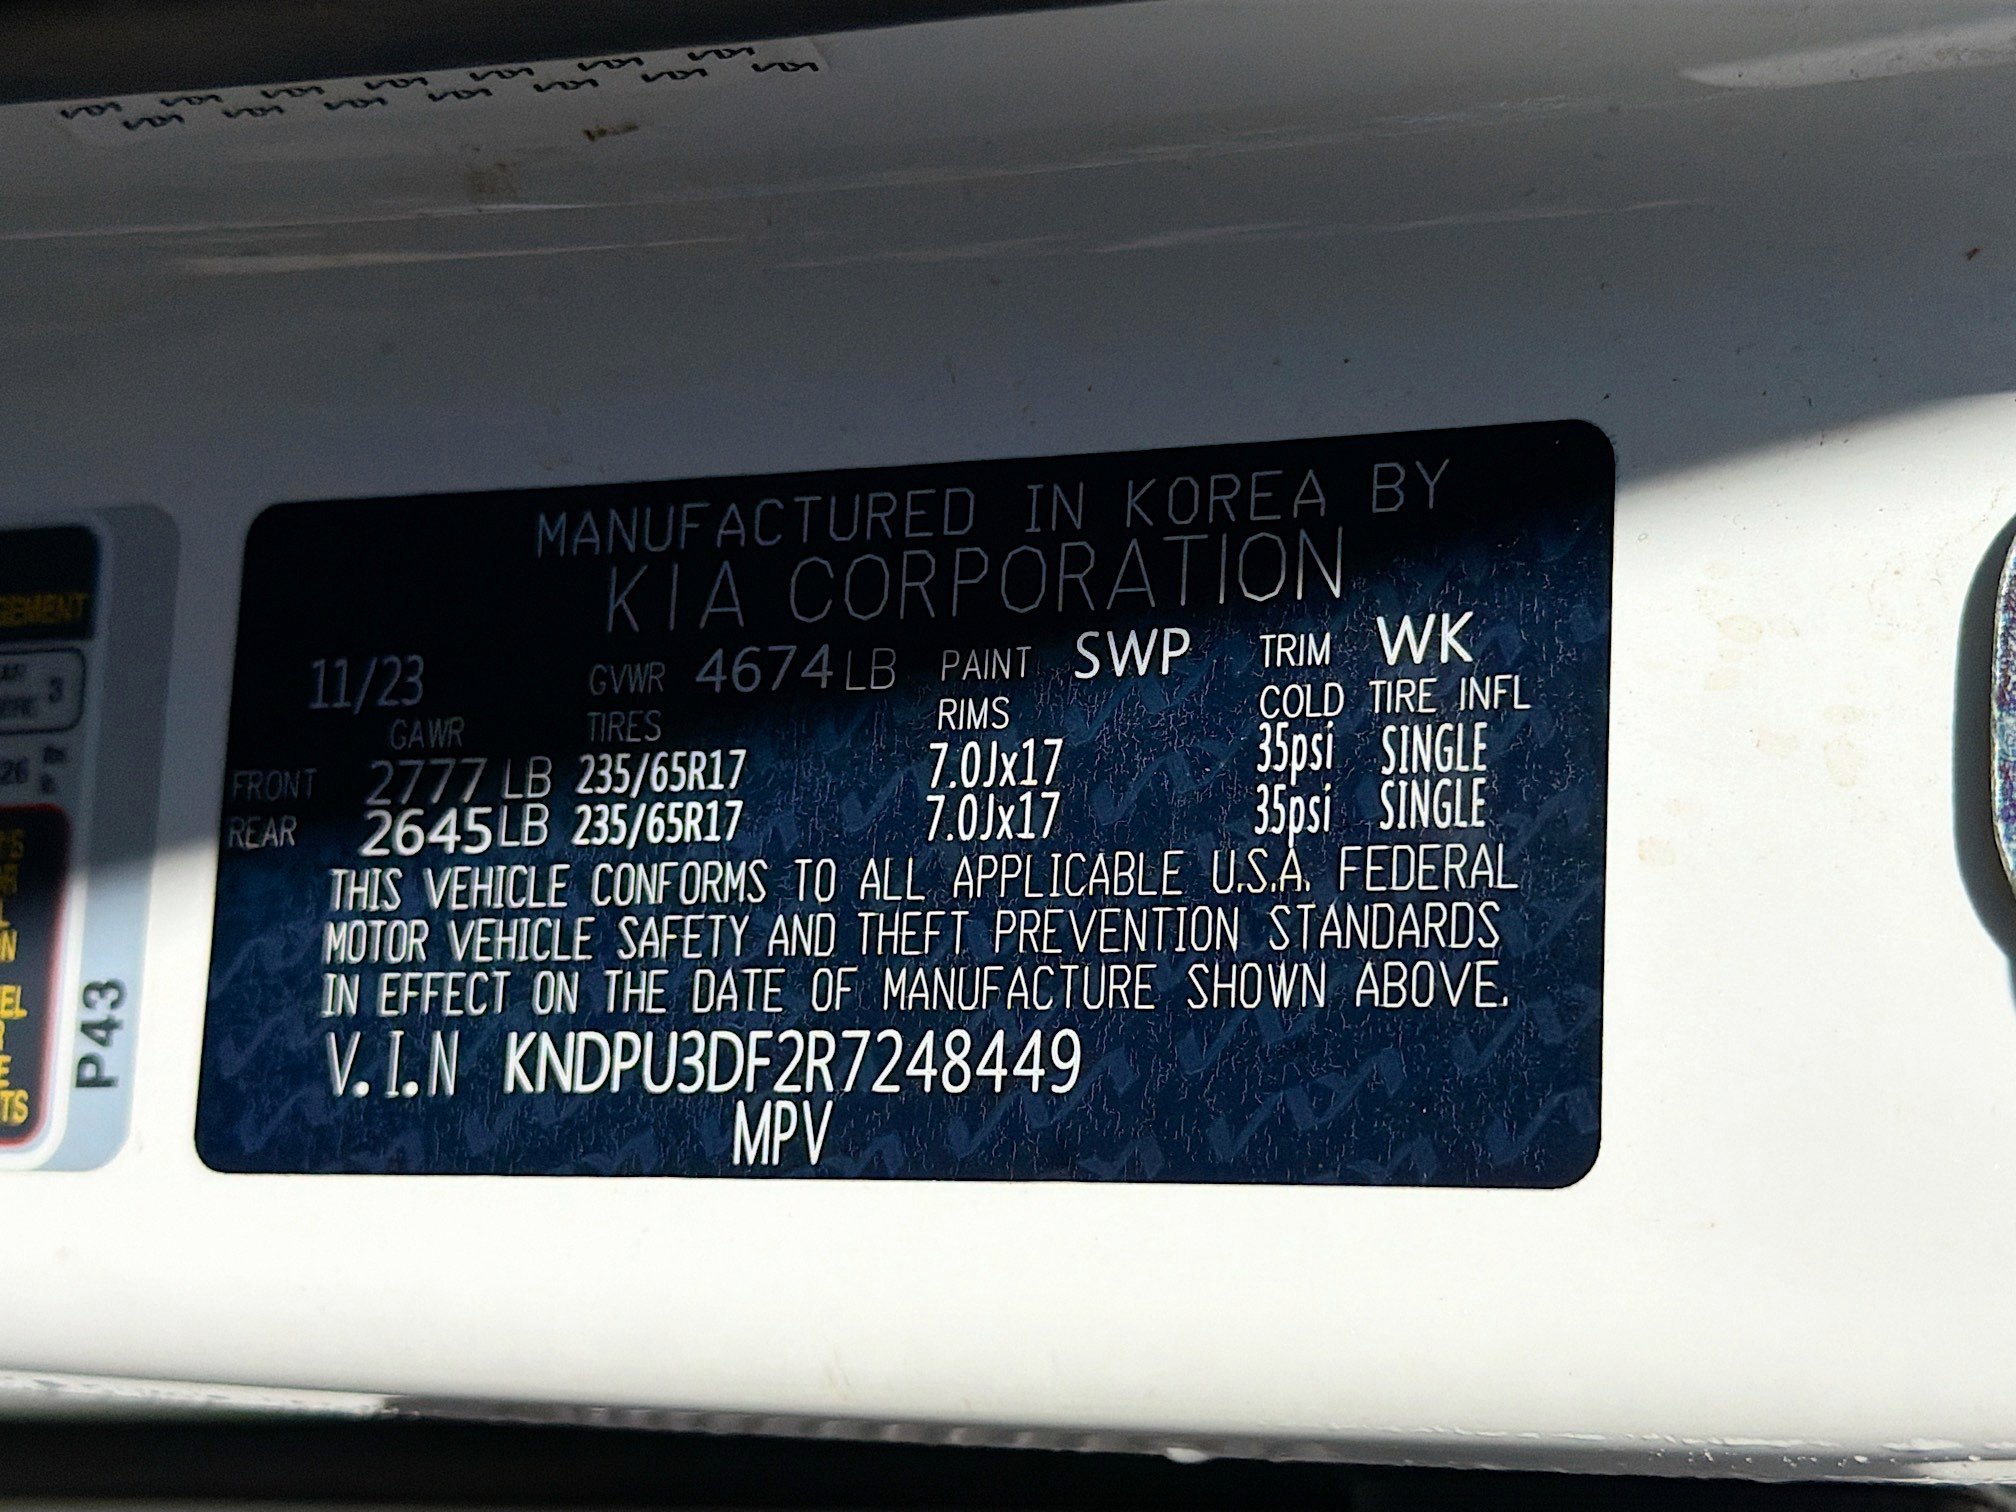 MANUFACTURED IN KOREA BY
KIA CORPORATION
11/23 GVWR 4674LB PAINT SWP TRIM WK
GAWR TIRES RIMS COLD TIRE INFL
FRONT 2777 LB 235/65R17 7.0Jx17 35psi SINGLE
REAR 2645LB 235/65R17 7.0Jx17 35psi SINGLE
THIS VEHICLE CONFORMS TO ALL APPLICABLE U.S.A. FEDERAL
MOTOR VEHICLE SAFETY AND THEFT PREVENTION STANDARDS
IN EFFECT ON THE DATE OF MANUFACTURE SHOWN ABOVE.
V.I.N KNDPU3DF2R7248449
MPV
P43